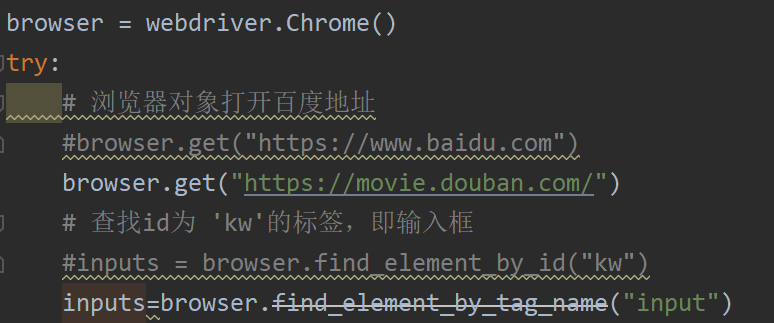 browser = webdriver.Chrome()
try:
    # 浏览器对象打开百度地址
    #browser.get("https://www.baidu.com")
    browser.get("https://movie.douban.com/")
    # 查找id为 'kw'的标签，即输入框
    #inputs = browser.find_element_by_id("kw")
    inputs=browser.find_element_by_tag_name("input")